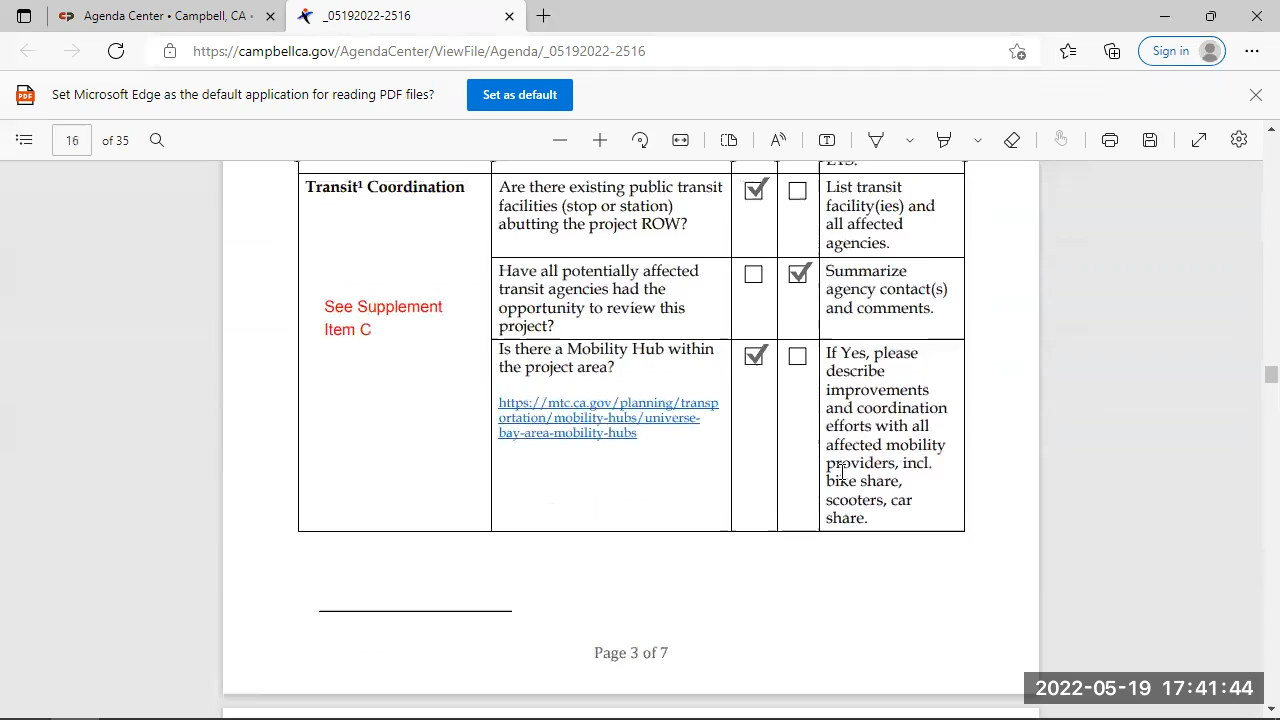 Agenda Center • Campbell, CA •
_05192022-2516
https://campbellca.gov/AgendaCenter/ViewFile/Agenda/_05192022-2516
Sign in
PDF
Set Microsoft Edge as the default application for reading PDF files?
Set as default
16
of 35
LTS.
Transit¹ Coordination
See Supplement
Item C
Are there existing public transit
facilities (stop or station)
abutting the project ROW?
List transit
facility(ies) and
all affected
agencies.
Have all potentially affected
transit agencies had the
opportunity to review this
project?
Summarize
agency contact(s)
and comments.
Is there a Mobility Hub within
the project area?
https://mtc.ca.gov/planning/transp
ortation/mobility-hubs/universe-
bay-area-mobility-hubs
If Yes, please
describe
improvements
and coordination
efforts with all
affected mobility
providers, incl.
bike share,
scooters, car
share.
Page 3 of 7
2022-05-19 17:41:44